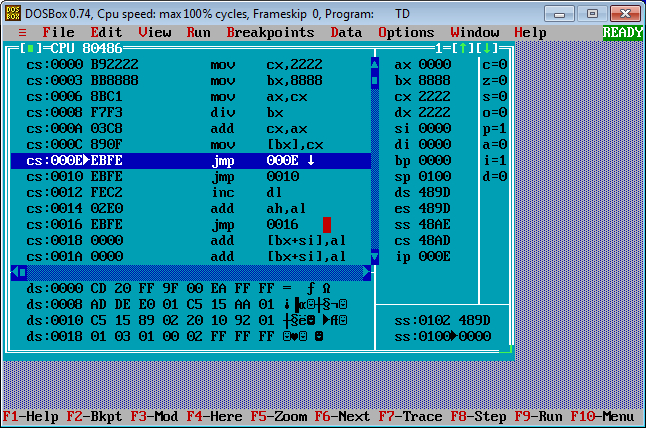 DOSBox 0.74, Cpu speed: max 100% cycles, Frameskip 0, Program: TD
≡ File Edit View Run Breakpoints Data Options Window Help READY
[■]=CPU 80486 1=[↑][↓]
cs:0000 B92222 mov cx,2222 ax 0000 c=0
cs:0003 BB8888 mov bx,8888 bx 8888 z=0
cs:0006 8BC1 mov ax,cx cx 2222 s=0
cs:0008 F7F3 div bx dx 2222 o=0
cs:000A 03C8 add cx,ax si 0000 p=1
cs:000C 890F mov [bx],cx di 0000 a=0
cs:000E►EBFE jmp 000E ↓ bp 0000 i=1
cs:0010 EBFE jmp 0010 sp 0100 d=0
cs:0012 FEC2 inc dl ds 489D
cs:0014 02E0 add ah,al es 489D
cs:0016 EBFE jmp 0016 ss 48AE
cs:0018 0000 add [bx+si],al cs 48AD
cs:001A 0000 add [bx+si],al ip 000E
ds:0000 CD 20 FF 9F 00 EA FF FF = ƒ Ω
ds:0008 AD DE E0 01 C5 15 AA 01
ds:0010 C5 15 89 02 20 10 92 01 ss:0102 489D
ds:0018 01 03 01 00 02 FF FF FF ss:0100►0000
F1-Help F2-Bkpt F3-Mod F4-Here F5-Zoom F6-Next F7-Trace F8-Step F9-Run F10-Menu